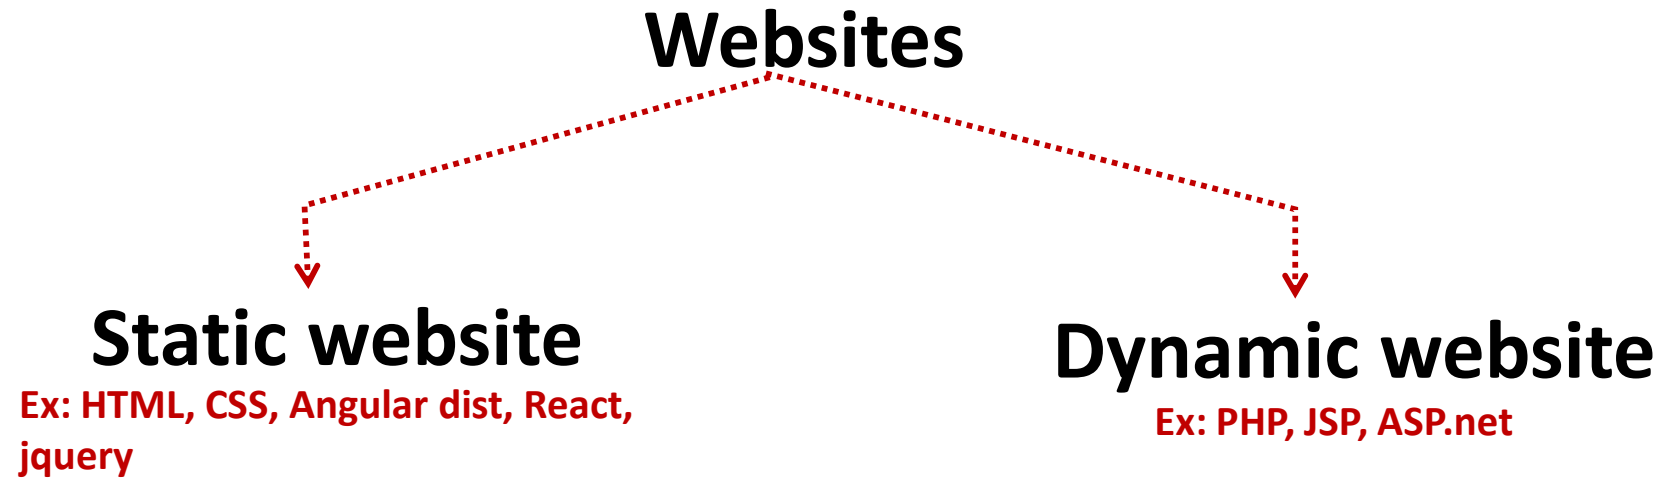 Websites
Static website
Ex: HTML, CSS, Angular dist, React,
jquery
Dynamic website
Ex: PHP, JSP, ASP.net